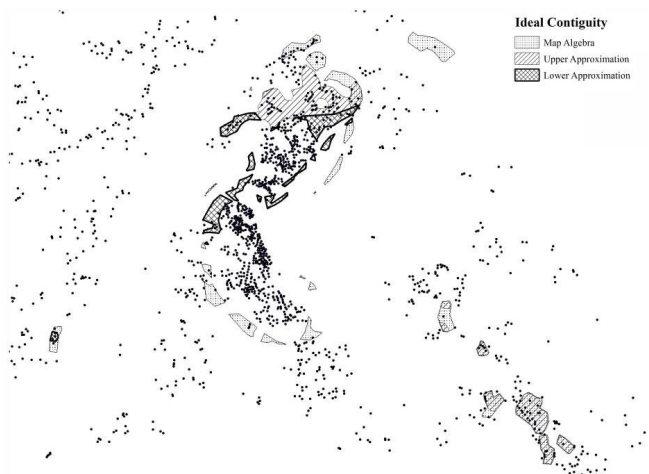 Ideal Contiguity
Map Algebra
Upper Approximation
Lower Approximation